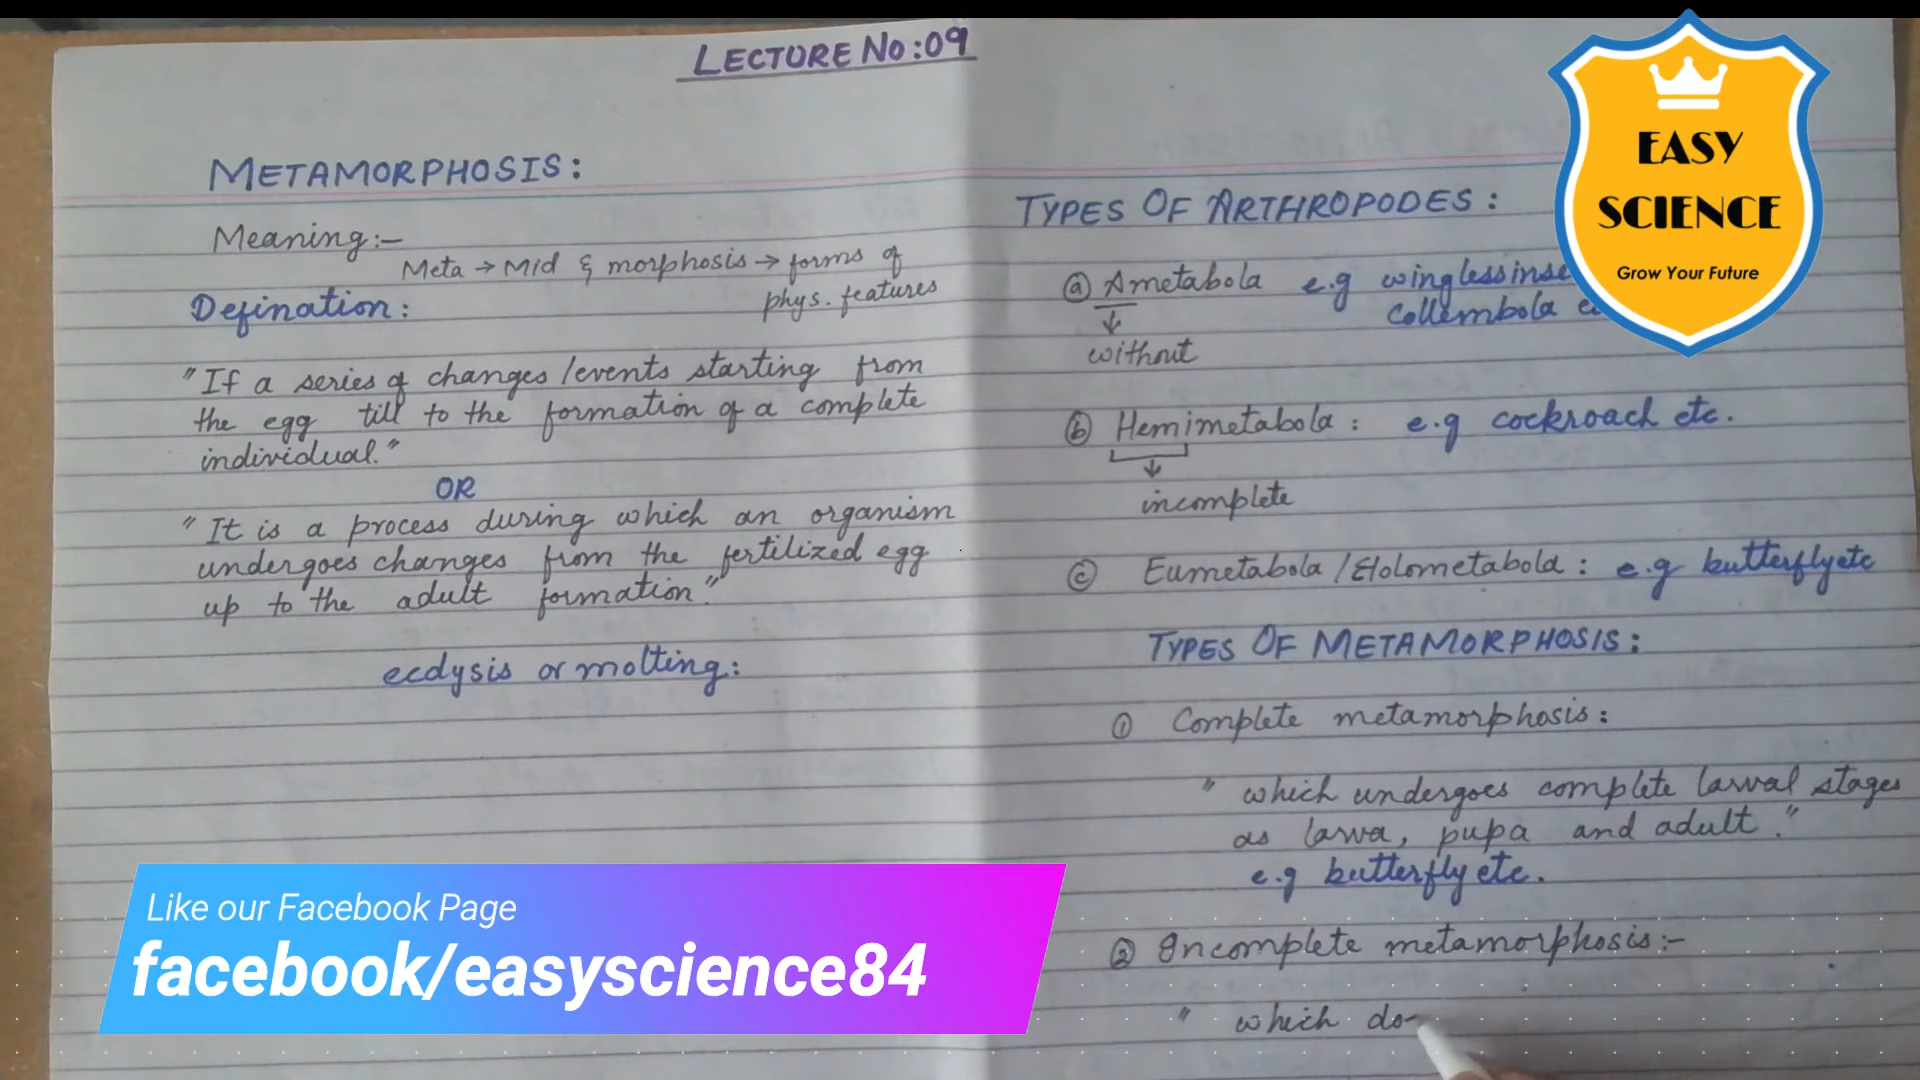 LECTURE No:09
METAMORPHOSIS:
Meaning:-
Meta → Mid & morphosis → forms of
phys. features
Defination:
"If a series of changes/events starting from
the egg till to the formation of a complete
individual."
OR
"It is a process during which an organism
undergoes changes from the fertilized egg
up to the adult formation."
ecdysis or molting:
TYPES OF ARTHROPODES:
(a) Ametabola e.g wingless
Collembola
↓
without
(b) Hemimetabola: e.g cockroach etc.
↓
incomplete
(c) Eumetabola/Holometabola: e.g butterfly etc
TYPES OF METAMORPHOSIS:
① Complete metamorphosis:
"which undergoes complete larval stages
as larva, pupa and adult."
e.g butterfly etc.
② Incomplete metamorphosis:-
"which do
EASY
SCIENCE
Grow Your Future
Like our Facebook Page
facebook/easyscience84